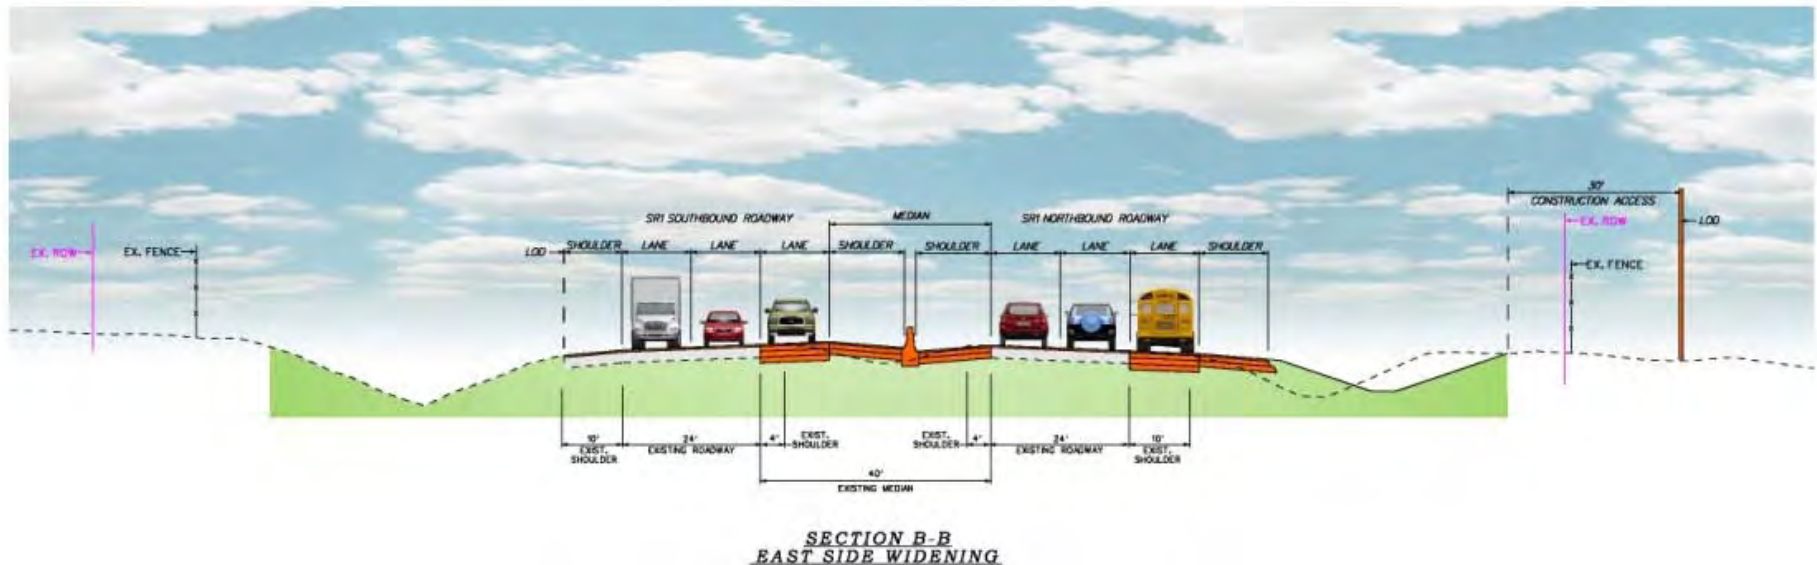 30'
CONSTRUCTION ACCESS
SR1 SOUTHBOUND ROADWAY
MEDIAN
SR1 NORTHBOUND ROADWAY
EX. ROW
LOD
EX. ROW
EX. FENCE
LOD
SHOULDER
LANE
LANE
LANE
SHOULDER
SHOULDER
LANE
LANE
LANE
SHOULDER
EX. FENCE
10'
EXIST.
SHOULDER
24'
EXISTING ROADWAY
4'
EXIST.
SHOULDER
EXIST.
SHOULDER
4'
24'
EXISTING ROADWAY
10'
EXIST.
SHOULDER
40'
EXISTING MEDIAN
SECTION B-B
EAST SIDE WIDENING